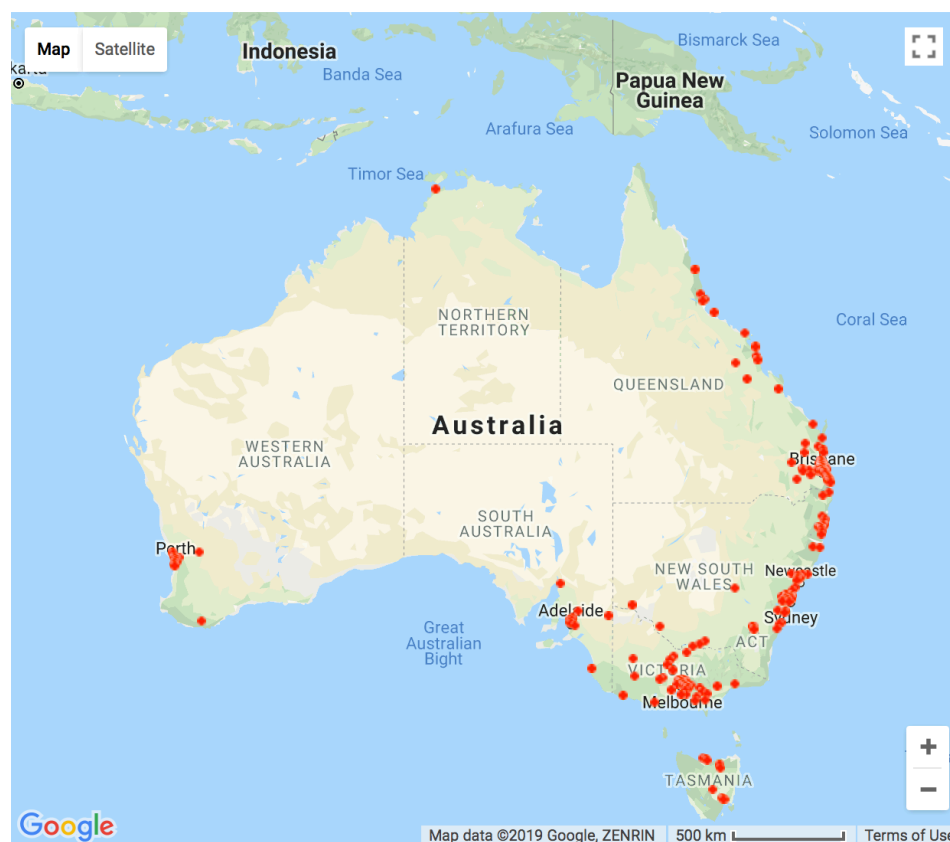 Map Satellite
Indonesia
Bismarck Sea
Banda Sea
Papua New
Guinea
Arafura Sea
Solomon Sea
Timor Sea
NORTHERN
TERRITORY
Coral Sea
QUEENSLAND
Australia
WESTERN
AUSTRALIA
Brisbane
SOUTH
AUSTRALIA
Perth
NEW SOUTH
WALES
Newcastle
Adelaide
Sydney
Great
Australian
Bight
ACT
VICTORIA
Melbourne
TASMANIA
Google
Map data ©2019 Google, ZENRIN 500 km Terms of Use